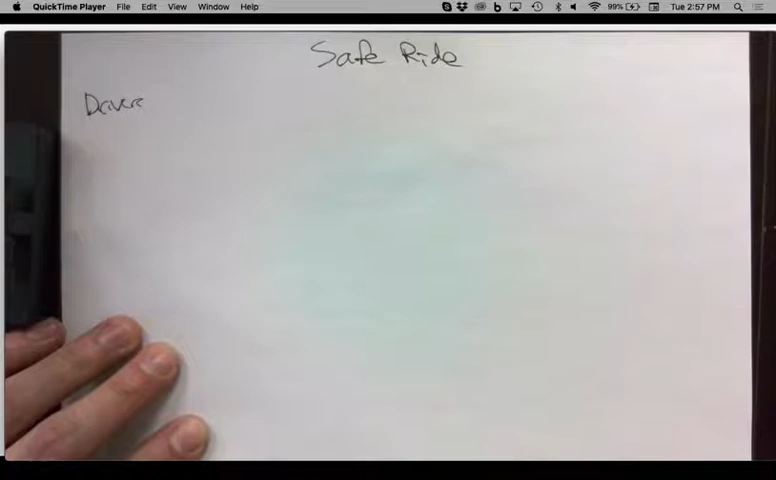 QuickTime Player File Edit View Window Help 99% Tue 2:57 PM
Safe Ride
Driver